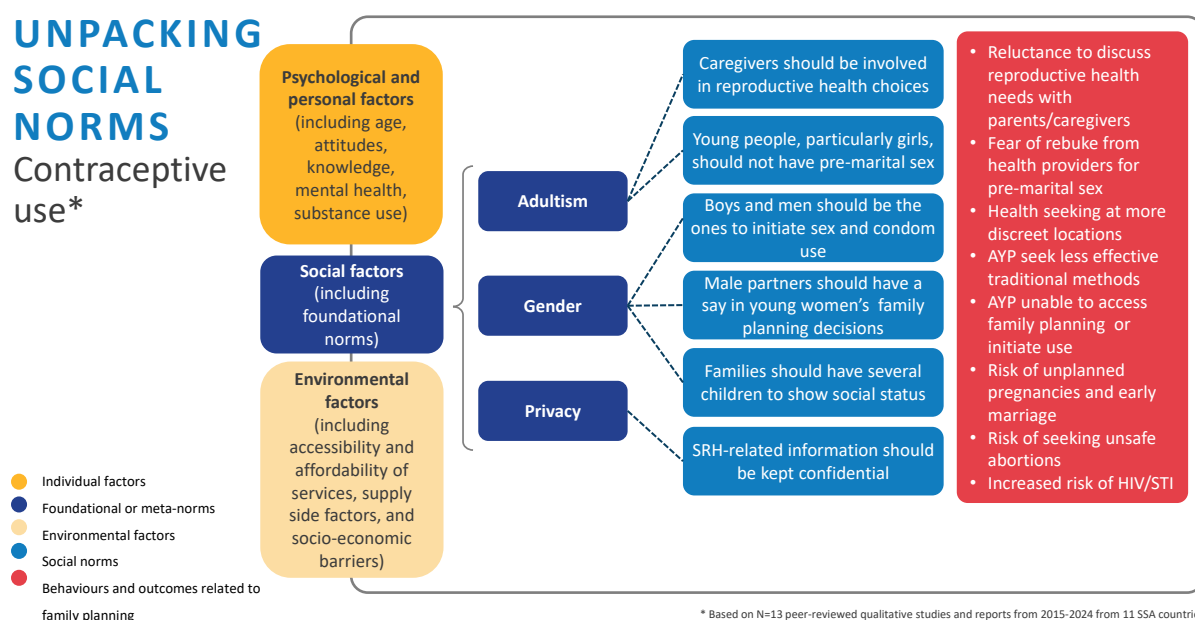 UNPACKING
SOCIAL
NORMS
Contraceptive
use*
Psychological and
personal factors
(including age,
attitudes,
knowledge,
mental health,
substance use)
Social factors
(including
foundational
norms)
Environmental
factors
(including
accessibility and
affordability of
services, supply
side factors, and
socio-economic
barriers)
Adultism
Gender
Privacy
Caregivers should be involved
in reproductive health choices
Young people, particularly girls,
should not have pre-marital sex
Boys and men should be the
ones to initiate sex and condom
use
Male partners should have a
say in young women's family
planning decisions
Families should have several
children to show social status
SRH-related information should
be kept confidential
• Reluctance to discuss
reproductive health
needs with
parents/caregivers
• Fear of rebuke from
health providers for
pre-marital sex
• Health seeking at more
discreet locations
• AYP seek less effective
traditional methods
• AYP unable to access
family planning or
initiate use
• Risk of unplanned
pregnancies and early
marriage
• Risk of seeking unsafe
abortions
• Increased risk of HIV/STI
Individual factors
Foundational or meta-norms
Environmental factors
Social norms
Behaviours and outcomes related to
family planning
* Based on N=13 peer-reviewed qualitative studies and reports from 2015-2024 from 11 SSA countrie